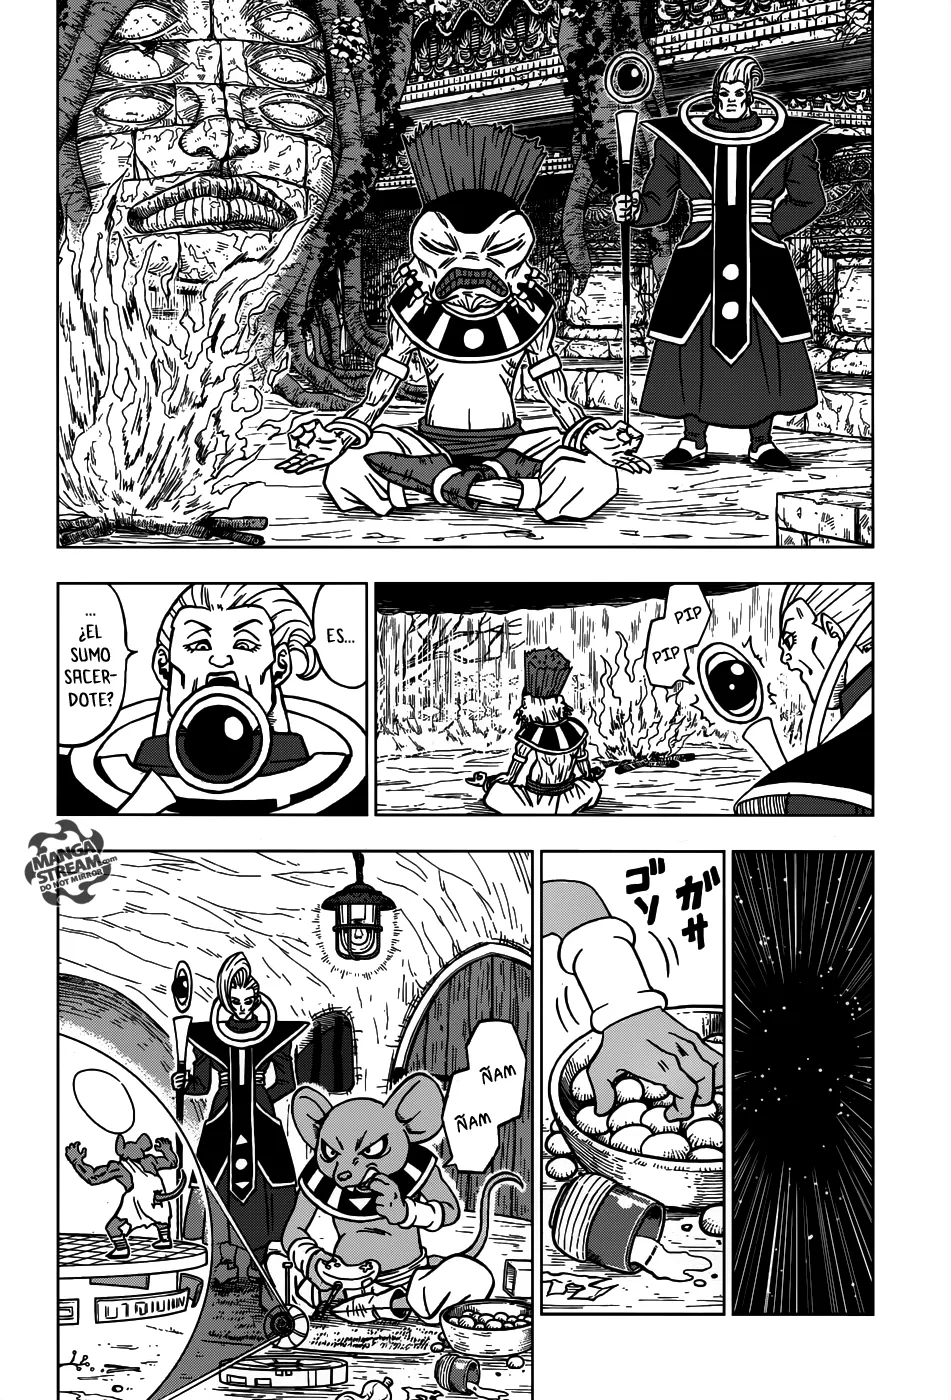 ES...
...
¿EL
SUMO
SACER-
DOTE?
PIP
PIP
MANGA
STREAM.com
DO NOT MIRROR
ガサ
ゴソ
ÑAM
ÑAM